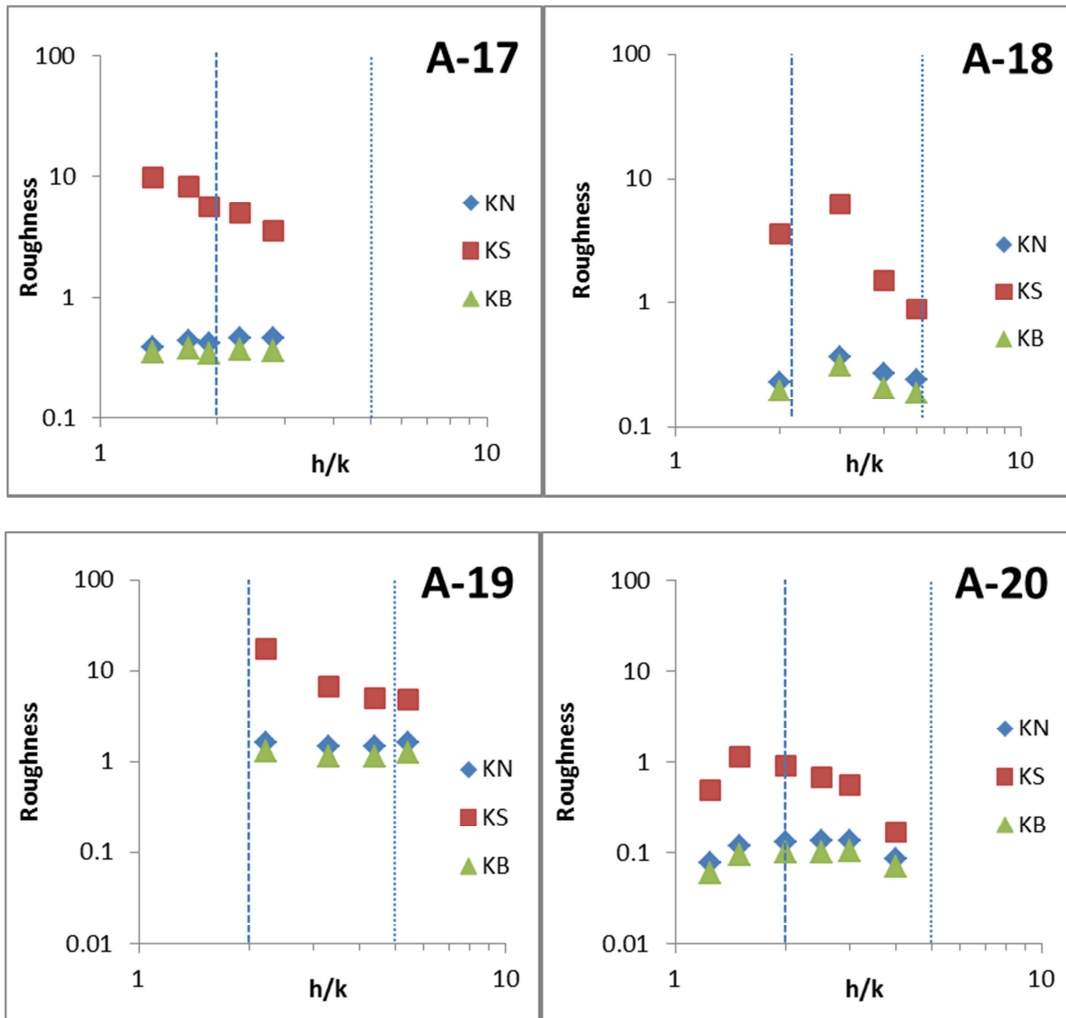 A-17
100
10
1
0.1
Roughness
1
10
h/k
KN
KS
KB
A-18
100
10
1
0.1
Roughness
1
10
h/k
KN
KS
KB
A-19
100
10
1
0.1
0.01
Roughness
1
10
h/k
KN
KS
KB
A-20
100
10
1
0.1
0.01
Roughness
1
10
h/k
KN
KS
KB